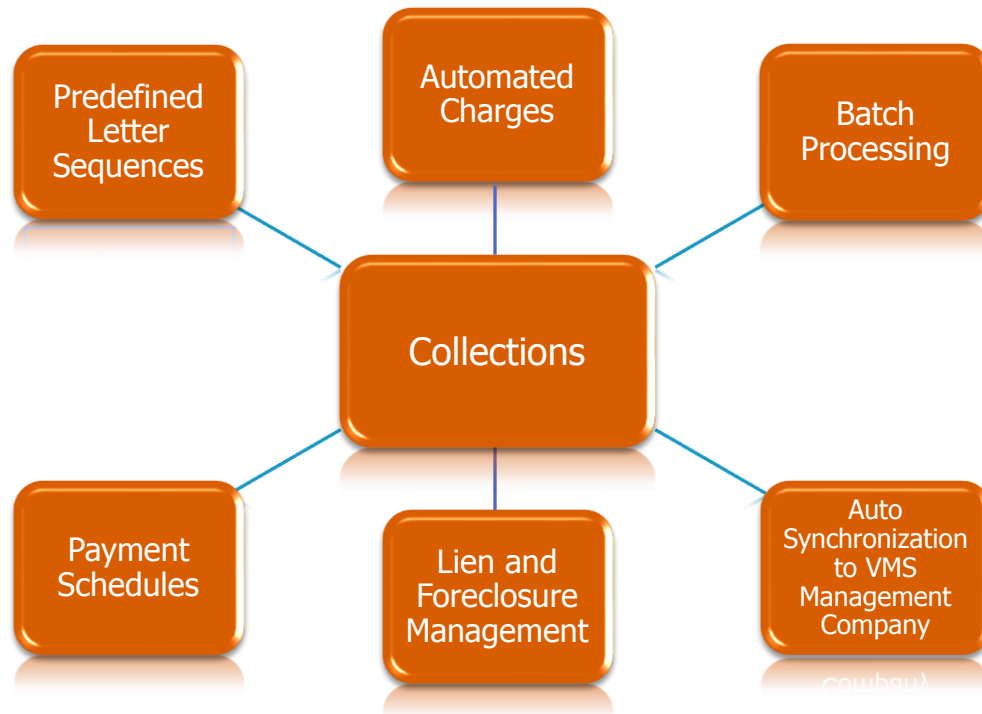 Predefined
Letter
Sequences
Automated
Charges
Batch
Processing
Collections
Payment
Schedules
Lien and
Foreclosure
Management
Auto
Synchronization
to VMS
Management
Company